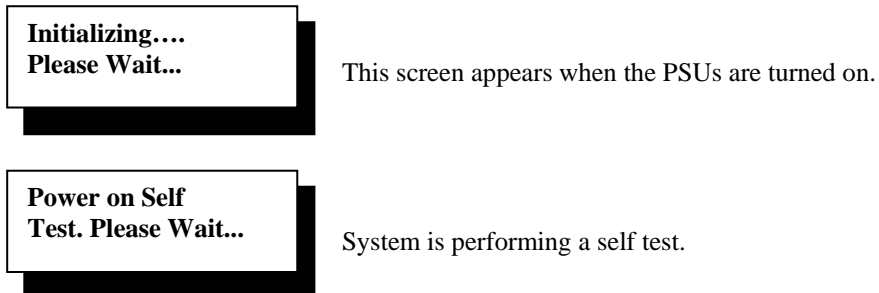 Initializing….
Please Wait...
This screen appears when the PSUs are turned on.
Power on Self
Test. Please Wait...
System is performing a self test.